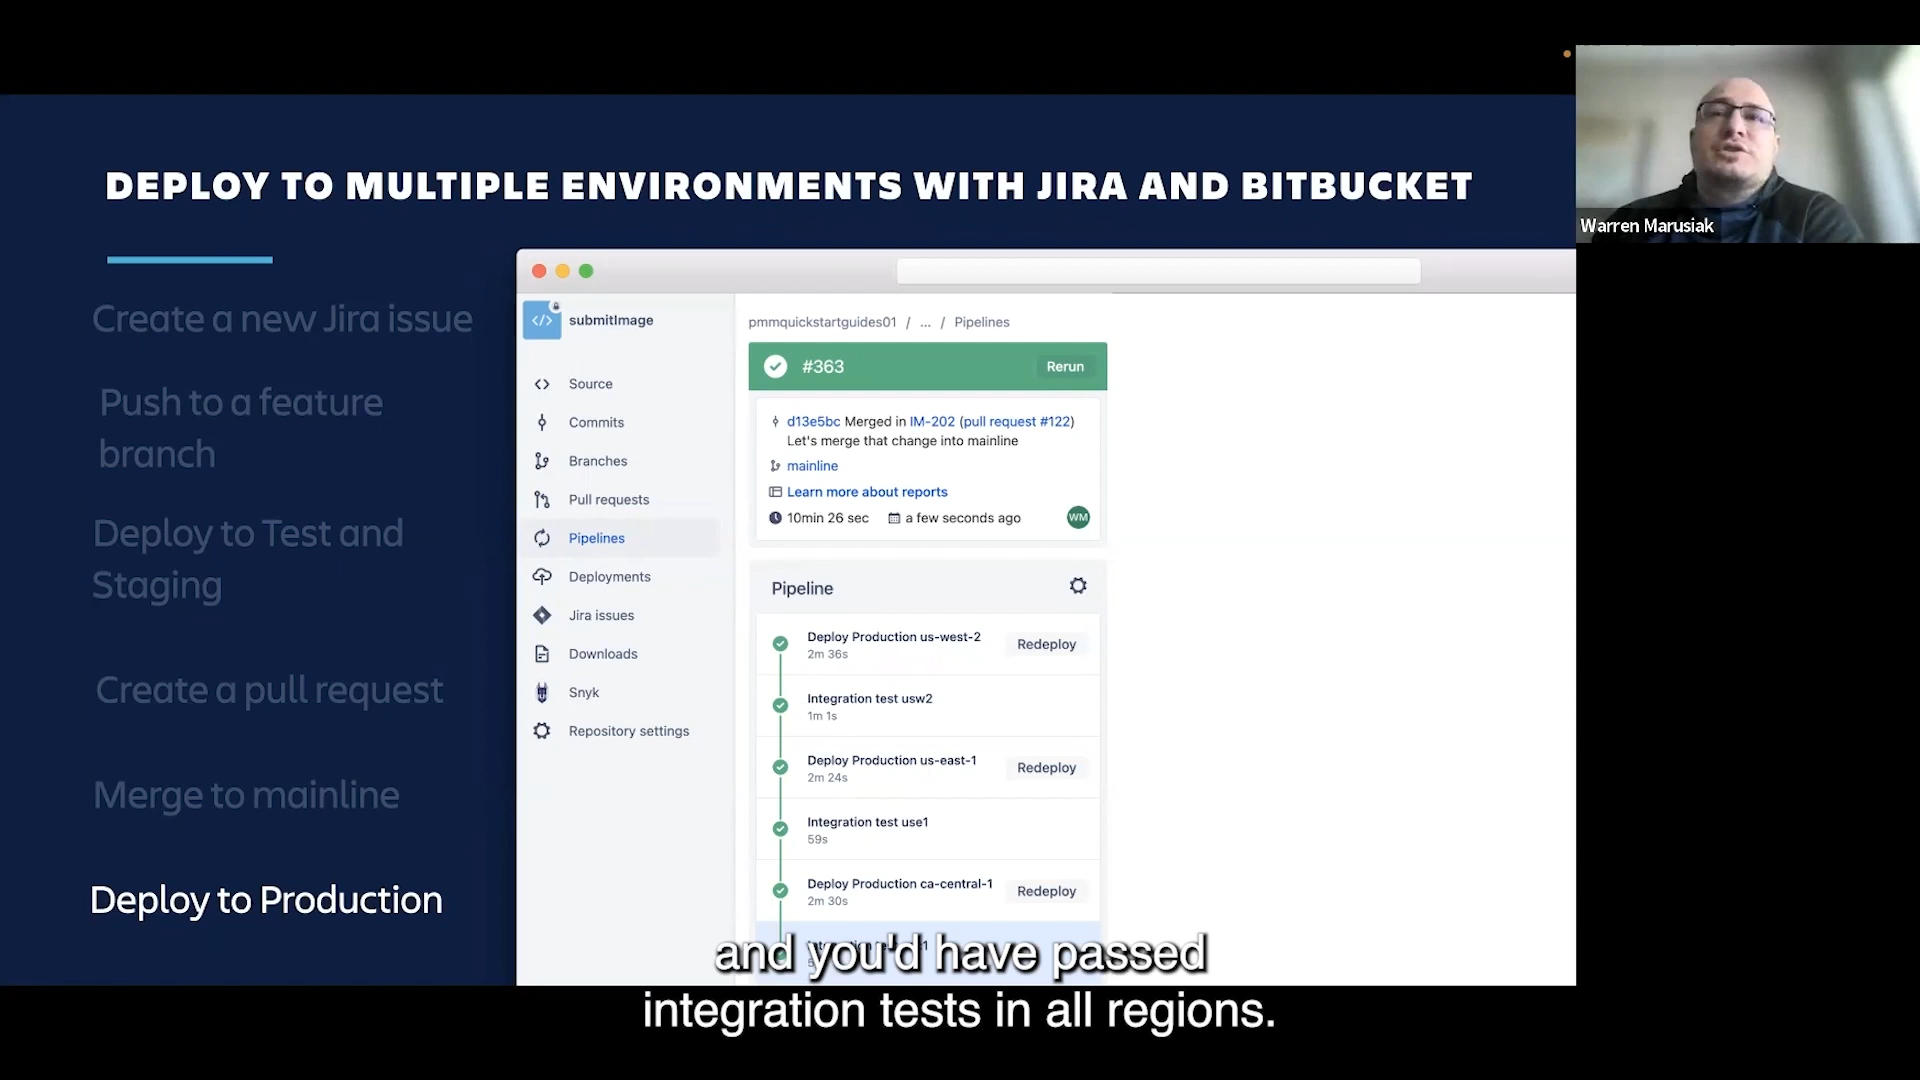 DEPLOY TO MULTIPLE ENVIRONMENTS WITH JIRA AND BITBUCKET
Warren Marusiak
Create a new Jira issue
Push to a feature
branch
Deploy to Test and
Staging
Create a pull request
Merge to mainline
Deploy to Production
submitImage
Source
Commits
Branches
Pull requests
Pipelines
Deployments
Jira issues
Downloads
Snyk
Repository settings
pmmquickstartguides01 / ... / Pipelines
#363
Rerun
d13e5bc Merged in IM-202 (pull request #122)
Let's merge that change into mainline
mainline
Learn more about reports
10min 26 sec a few seconds ago
WM
Pipeline
Deploy Production us-west-2
2m 36s
Redeploy
Integration test usw2
1m 1s
Deploy Production us-east-1
2m 24s
Redeploy
Integration test use1
59s
Deploy Production ca-central-1
2m 30s
Redeploy
and you'd have passed
integration tests in all regions.